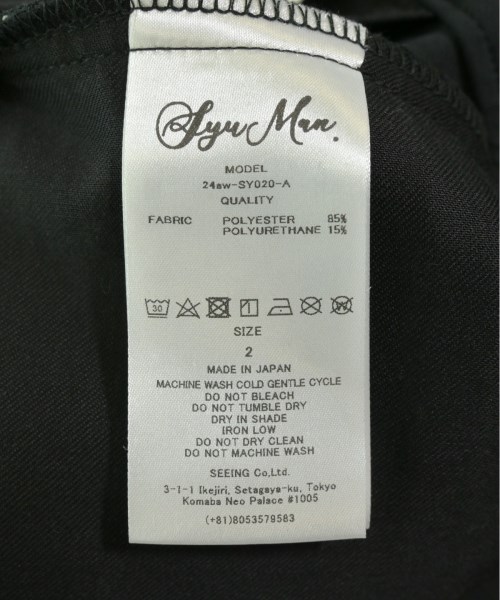 Syu Man.
MODEL
24aw-SY020-A
QUALITY
FABRIC POLYESTER 85%
POLYURETHANE 15%
30 W
SIZE
2
MADE IN JAPAN
MACHINE WASH COLD GENTLE CYCLE
DO NOT BLEACH
DO NOT TUMBLE DRY
DRY IN SHADE
IRON LOW
DO NOT DRY CLEAN
DO NOT MACHINE WASH
SEEING Co,Ltd.
3-1-1 Ikejiri, Setagaya-ku, Tokyo
Komaba Neo Palace #1005
(+81)8053579583